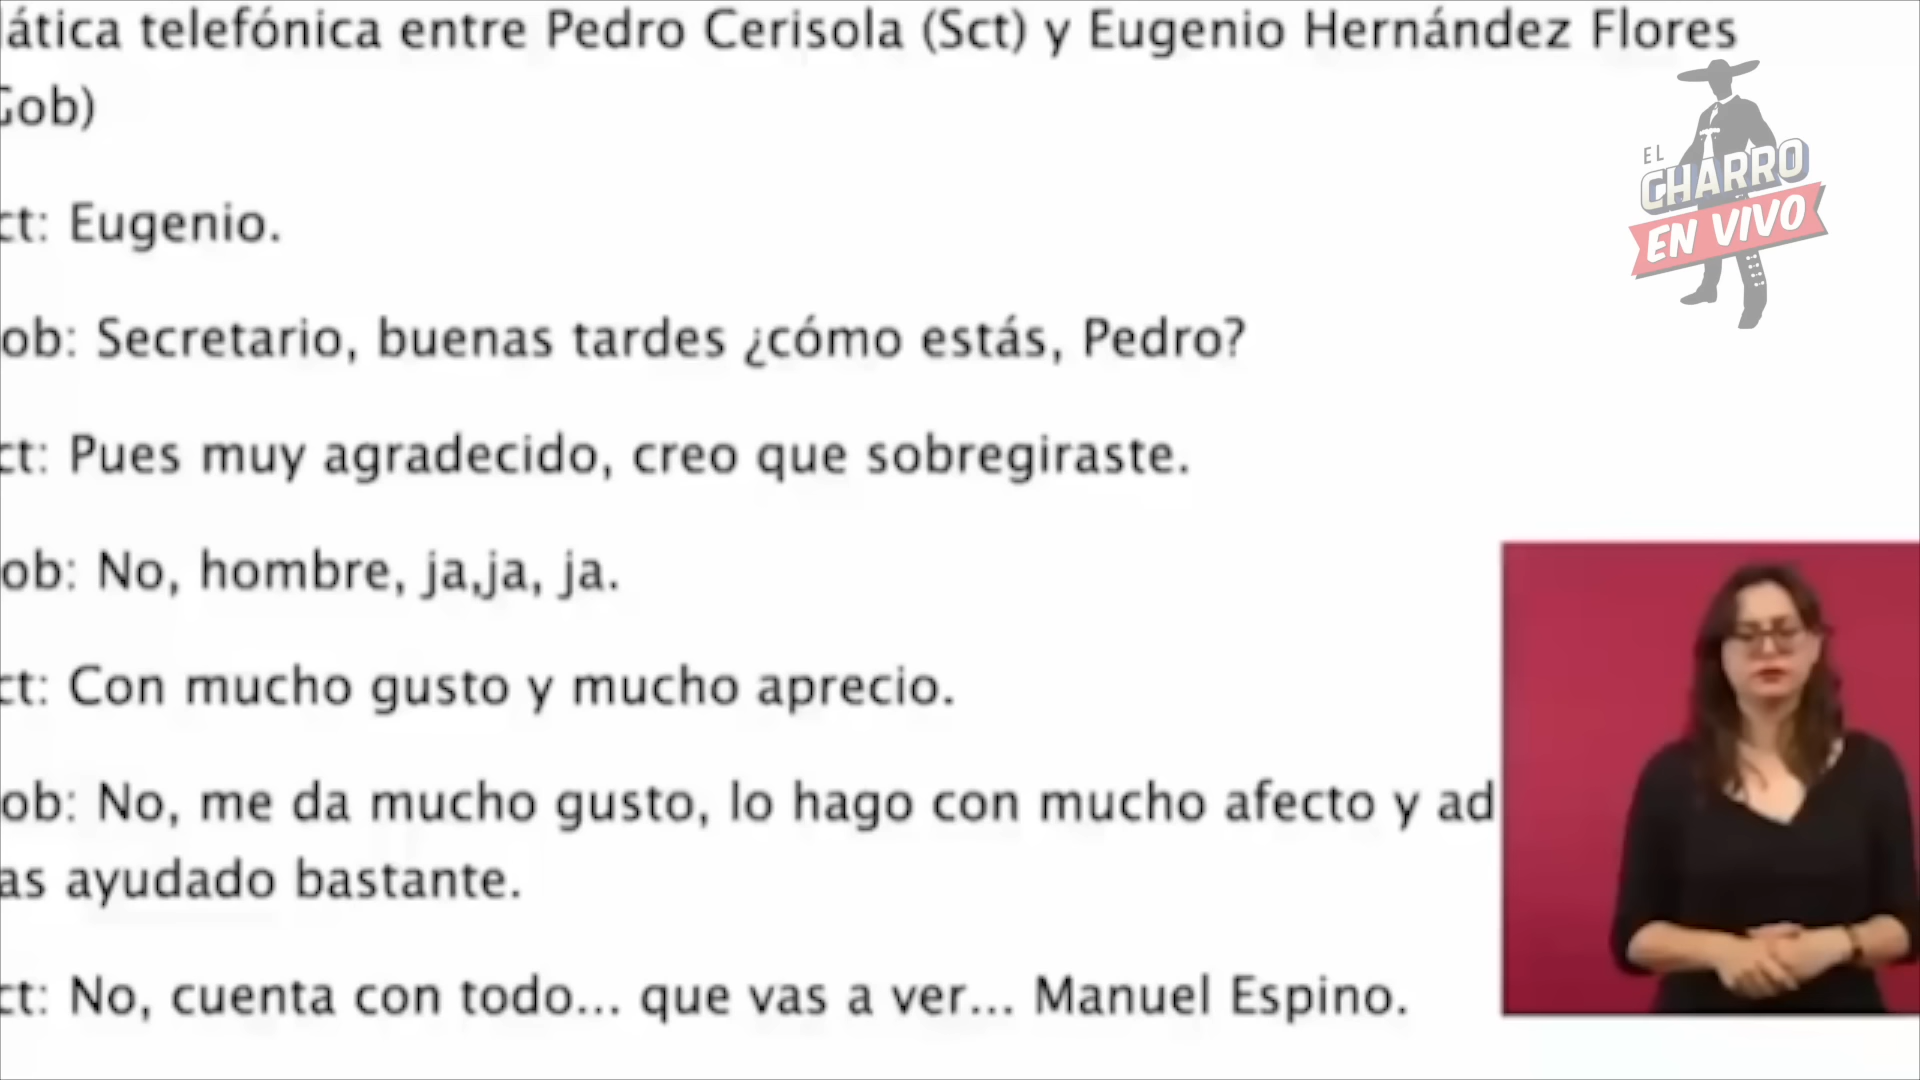 ática telefónica entre Pedro Cerisola (Sct) y Eugenio Hernández Flores
Gob)
ct: Eugenio.
ob: Secretario, buenas tardes ¿cómo estás, Pedro?
ct: Pues muy agradecido, creo que sobregiraste.
ob: No, hombre, ja,ja, ja.
ct: Con mucho gusto y mucho aprecio.
ob: No, me da mucho gusto, lo hago con mucho afecto y ad
as ayudado bastante.
ct: No, cuenta con todo... que vas a ver... Manuel Espino.
EL
CHARRO
EN VIVO